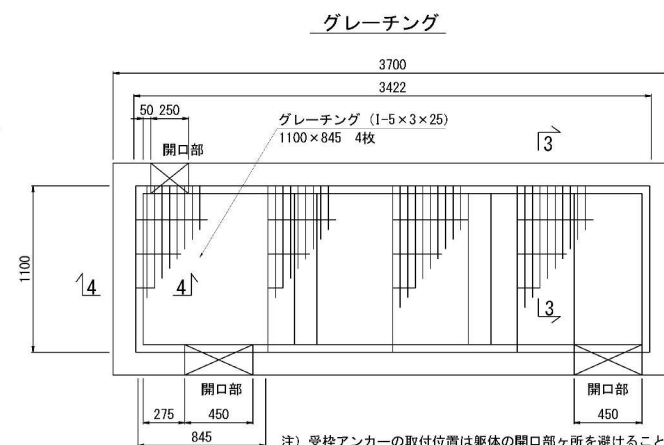 グレーチング
3700
3422
50 250
グレーチング (I-5×3×25)
1100×845 4枚
開口部
3
1100
4
4
3
開口部
開口部
275
450
450
845
注) 受枠アンカーの取付位置は躯体の開口部ヶ所を避けること